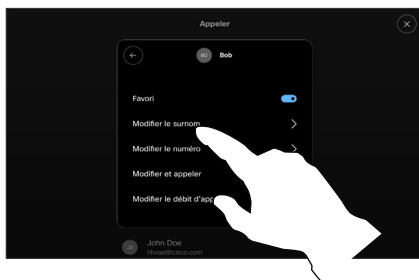 Appeler
BO Bob
Favori
Modifier le surnom
Modifier le numéro
Modifier et appeler
Modifier le débit d'app
JD John Doe